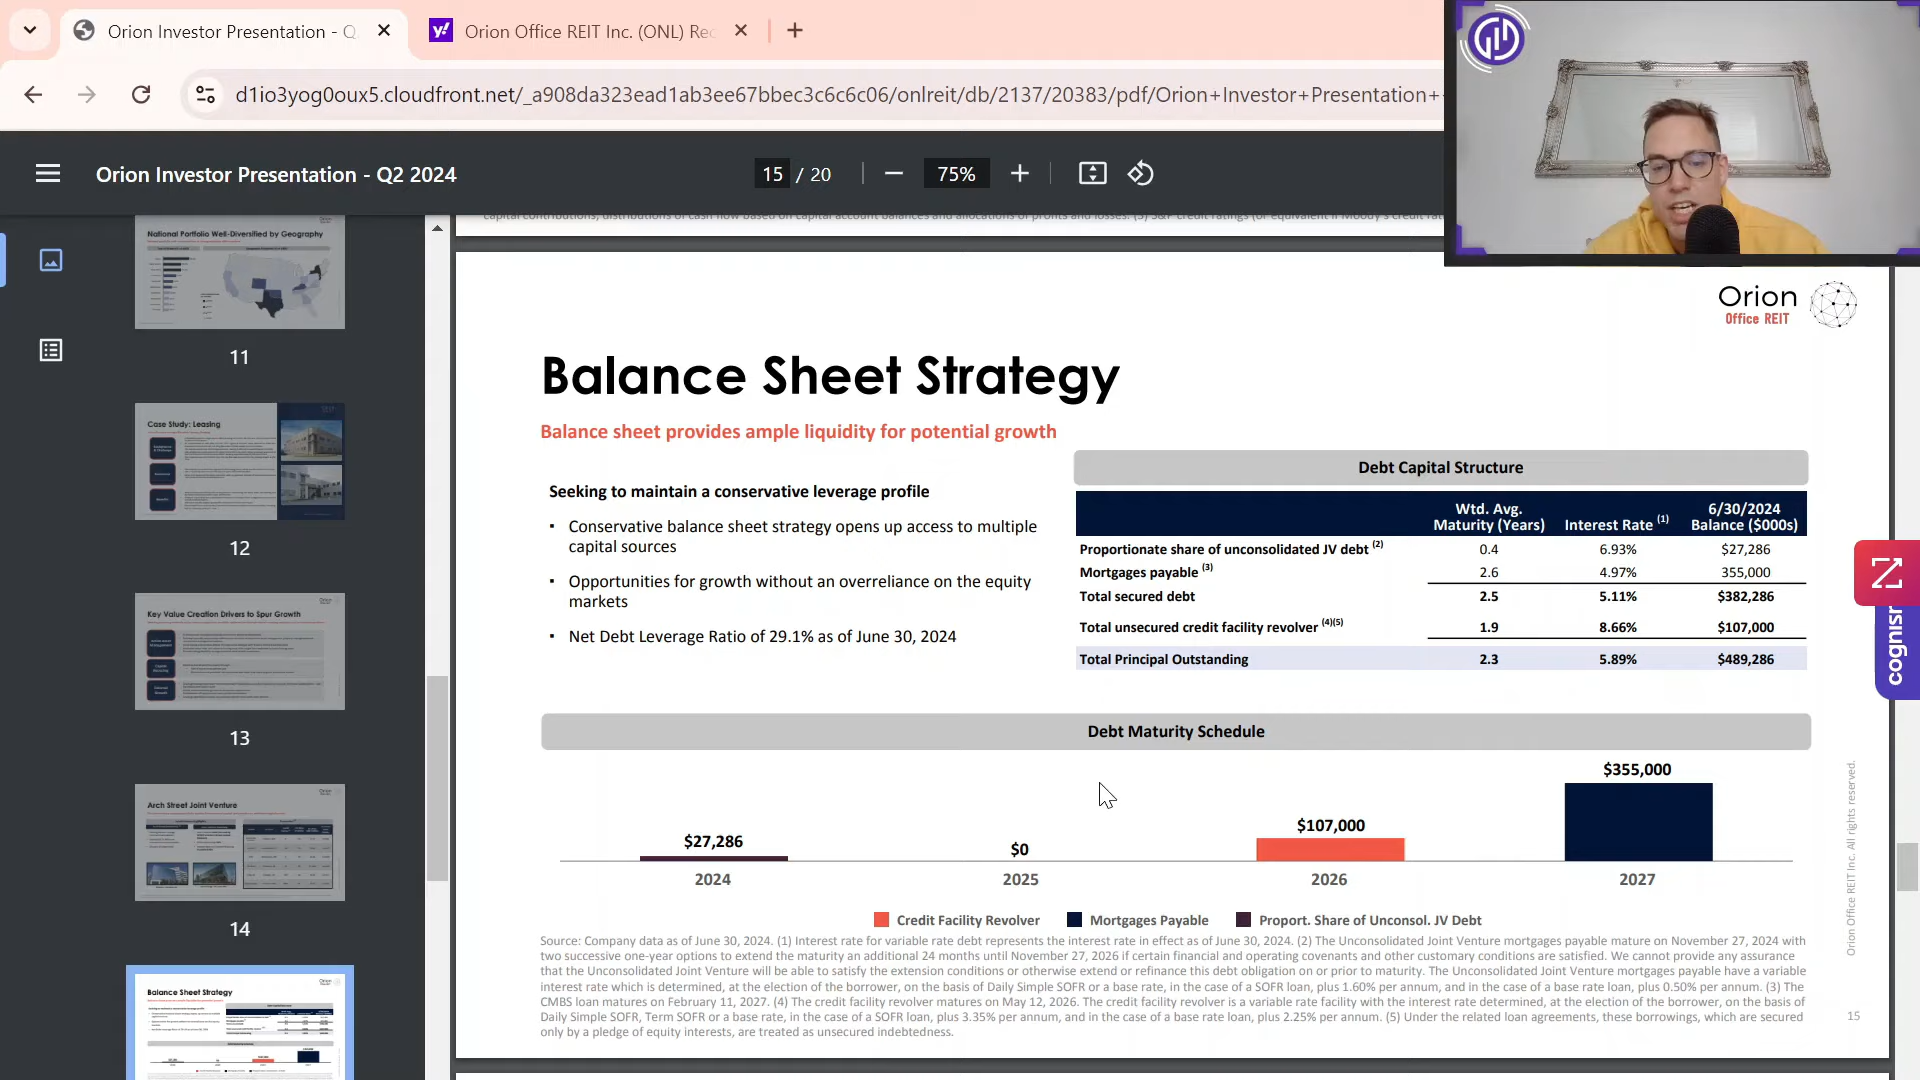 Orion Investor Presentation - Q
Orion Office REIT Inc. (ONL) Rec
d1io3yog0oux5.cloudfront.net/_a908da323ead1ab3ee67bbec3c6c6c06/onlreit/db/2137/20383/pdf/Orion+Investor+Presentation+-
Orion Investor Presentation - Q2 2024
15 / 20
75%
National Portfolio Well-Diversified by Geography
11
Case Study: Leasing
12
Key Value Creation Drivers to Spur Growth
13
Arch Street Joint Venture
14
Balance Sheet Strategy
Orion
Office REIT
Balance Sheet Strategy
Balance sheet provides ample liquidity for potential growth
Seeking to maintain a conservative leverage profile
▪ Conservative balance sheet strategy opens up access to multiple
capital sources
▪ Opportunities for growth without an overreliance on the equity
markets
▪ Net Debt Leverage Ratio of 29.1% as of June 30, 2024
Debt Capital Structure
Wtd. Avg. Maturity (Years) Interest Rate (1) 6/30/2024 Balance ($000s)
Proportionate share of unconsolidated JV debt (2) 0.4 6.93% $27,286
Mortgages payable (3) 2.6 4.97% 355,000
Total secured debt 2.5 5.11% $382,286
Total unsecured credit facility revolver (4)(5) 1.9 8.66% $107,000
Total Principal Outstanding 2.3 5.89% $489,286
Debt Maturity Schedule
$27,286 $0 $107,000 $355,000
2024 2025 2026 2027
Credit Facility Revolver Mortgages Payable Proport. Share of Unconsol. JV Debt
Source: Company data as of June 30, 2024. (1) Interest rate for variable rate debt represents the interest rate in effect as of June 30, 2024. (2) The Unconsolidated Joint Venture mortgages payable mature on November 27, 2024 with
two successive one-year options to extend the maturity an additional 24 months until November 27, 2026 if certain financial and operating covenants and other customary conditions are satisfied. We cannot provide any assurance
that the Unconsolidated Joint Venture will be able to satisfy the extension conditions or otherwise extend or refinance this debt obligation on or prior to maturity. The Unconsolidated Joint Venture mortgages payable have a variable
interest rate which is determined, at the election of the borrower, on the basis of Daily Simple SOFR or a base rate, in the case of a SOFR loan, plus 1.60% per annum, and in the case of a base rate loan, plus 0.50% per annum. (3) The
CMBS loan matures on February 11, 2027. (4) The credit facility revolver matures on May 12, 2026. The credit facility revolver is a variable rate facility with the interest rate determined, at the election of the borrower, on the basis of
Daily Simple SOFR, Term SOFR or a base rate, in the case of a SOFR loan, plus 3.35% per annum, and in the case of a base rate loan, plus 2.25% per annum. (5) Under the related loan agreements, these borrowings, which are secured
only by a pledge of equity interests, are treated as unsecured indebtedness.
Orion Office REIT Inc. All rights reserved.
15
cognism